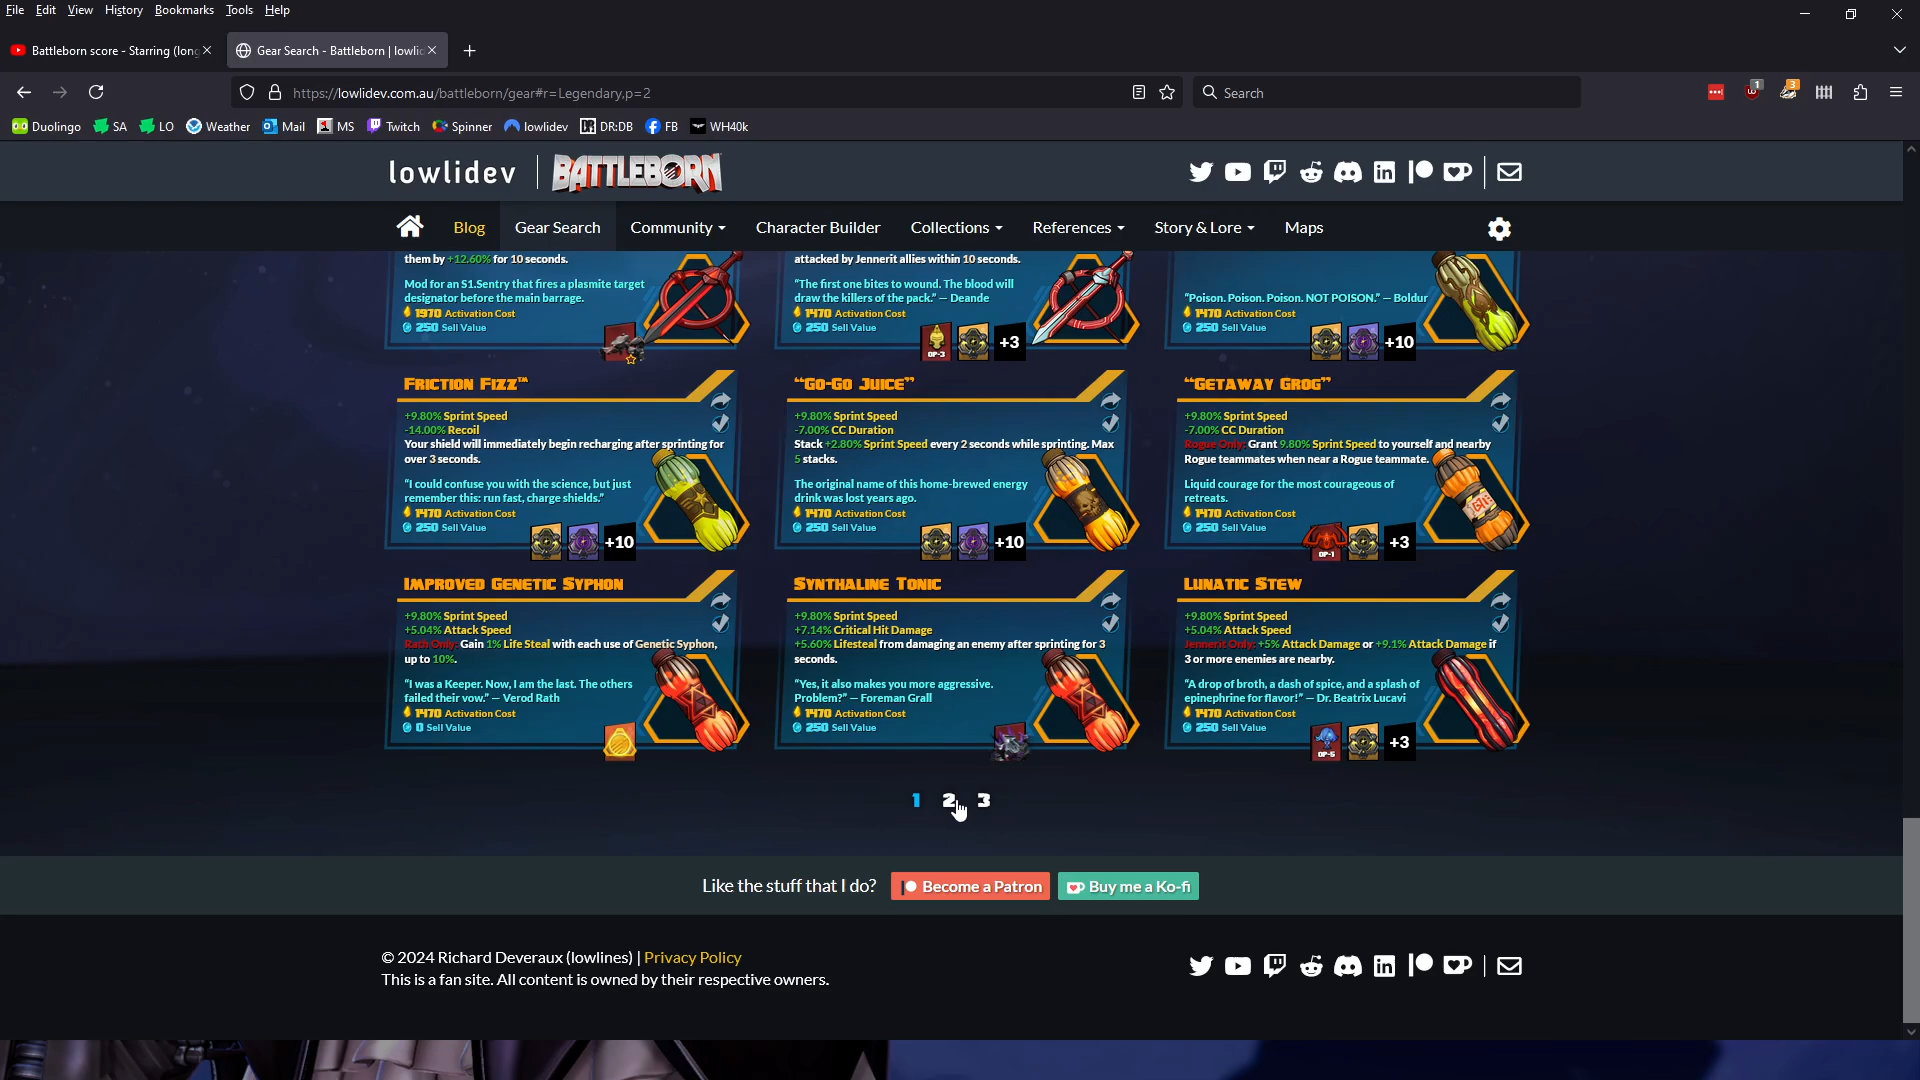 File Edit View History Bookmarks Tools Help
Battleborn score - Starring (long
Gear Search - Battleborn | lowlid
https://lowlidev.com.au/battleborn/gear#r=Legendary,p=2
Search
Duolingo SA LO Weather Mail MS Twitch Spinner lowlidev DR:DB FB WH40k
lowlidev | BATTLEBORN
Blog Gear Search Community Character Builder Collections References Story & Lore Maps
them by +12.60% for 10 seconds.
Mod for an S1.Sentry that fires a plasmite target
designator before the main barrage.
1970 Activation Cost
250 Sell Value
attacked by Jennerit allies within 10 seconds.
“The first one bites to wound. The blood will
draw the killers of the pack.” — Deande
1470 Activation Cost
250 Sell Value
OP-3
+3
“Poison. Poison. Poison. NOT POISON.” — Boldur
1470 Activation Cost
250 Sell Value
+10
Friction Fizz™
+9.80% Sprint Speed
-14.00% Recoil
Your shield will immediately begin recharging after sprinting for
over 3 seconds.
“I could confuse you with the science, but just
remember this: run fast, charge shields.”
1470 Activation Cost
250 Sell Value
+10
“Go-Go Juice”
+9.80% Sprint Speed
-7.00% CC Duration
Stack +2.80% Sprint Speed every 2 seconds while sprinting. Max
5 stacks.
The original name of this home-brewed energy
drink was lost years ago.
1470 Activation Cost
250 Sell Value
+10
“Getaway Grog”
+9.80% Sprint Speed
-7.00% CC Duration
Rogue Only: Grant 9.80% Sprint Speed to yourself and nearby
Rogue teammates when near a Rogue teammate.
Liquid courage for the most courageous of
retreats.
1470 Activation Cost
250 Sell Value
OP-1
+3
Improved Genetic Syphon
+9.80% Sprint Speed
+5.04% Attack Speed
Rath Only: Gain 1% Life Steal with each use of Genetic Syphon,
up to 10%.
“I was a Keeper. Now, I am the last. The others
failed their vow.” — Verod Rath
1470 Activation Cost
0 Sell Value
Synthaline Tonic
+9.80% Sprint Speed
+7.14% Critical Hit Damage
+5.60% Lifesteal from damaging an enemy after sprinting for 3
seconds.
“Yes, it also makes you more aggressive.
Problem?” — Foreman Grall
1470 Activation Cost
250 Sell Value
Lunatic Stew
+9.80% Sprint Speed
+5.04% Attack Speed
Jennerit Only: +5% Attack Damage or +9.1% Attack Damage if
3 or more enemies are nearby.
“A drop of broth, a dash of spice, and a splash of
epinephrine for flavor!” — Dr. Beatrix Lucavi
1470 Activation Cost
250 Sell Value
OP-5
+3
1 2 3
Like the stuff that I do? Become a Patron Buy me a Ko-fi
© 2024 Richard Deveraux (lowlines) | Privacy Policy
This is a fan site. All content is owned by their respective owners.